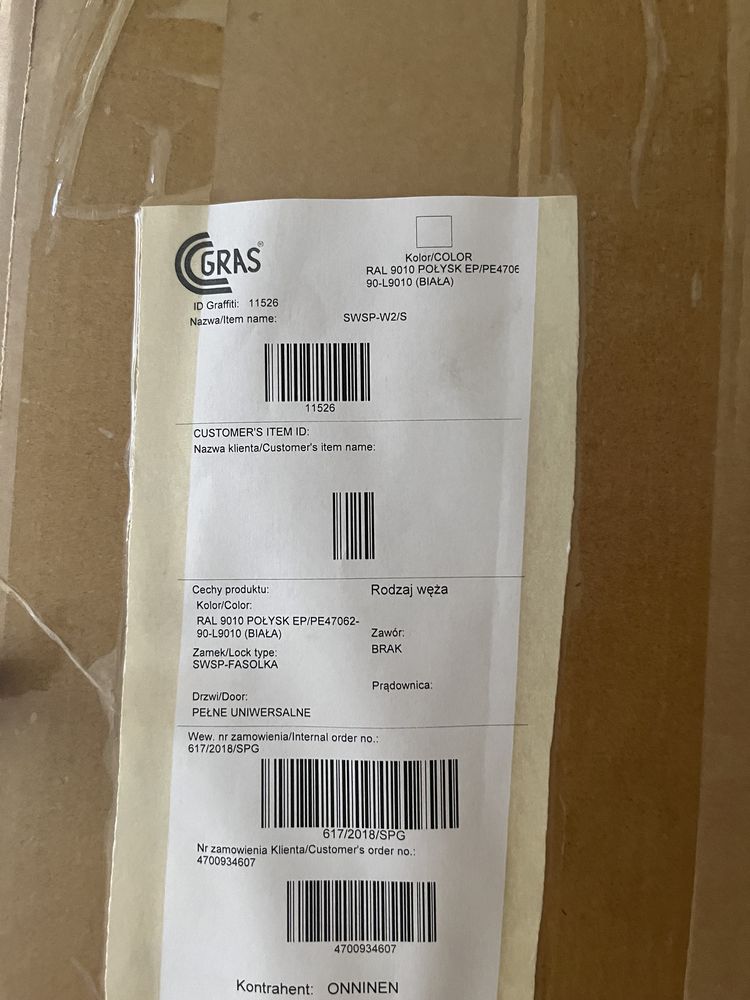 GRAS®
Kolor/COLOR
RAL 9010 POŁYSK EP/PE4706
90-L9010 (BIAŁA)
ID Graffiti: 11526
Nazwa/Item name: SWSP-W2/S
11526
CUSTOMER'S ITEM ID:
Nazwa klienta/Customer's item name:
Cechy produktu:
Rodzaj węża
Kolor/Color:
RAL 9010 POŁYSK EP/PE47062-
90-L9010 (BIAŁA)
Zawór:
BRAK
Zamek/Lock type:
SWSP-FASOLKA
Prądownica:
Drzwi/Door:
PEŁNE UNIWERSALNE
Wew. nr zamowienia/Internal order no.:
617/2018/SPG
617/2018/SPG
Nr zamowienia Klienta/Customer's order no.:
4700934607
4700934607
Kontrahent: ONNINEN